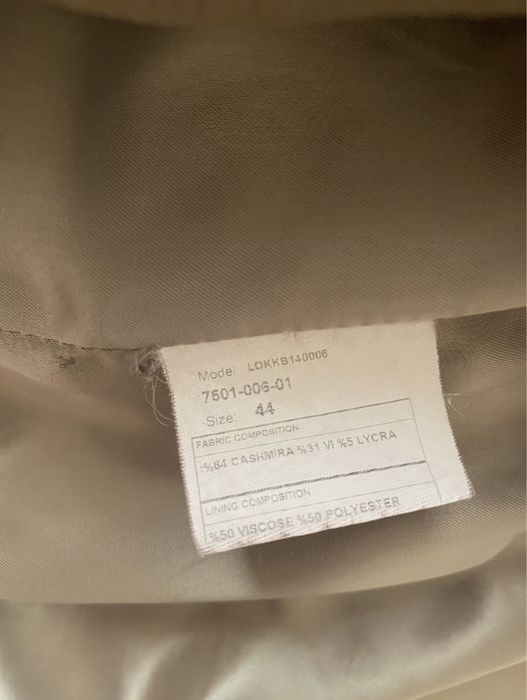 Model LOKKB140006
7501-006-01
Size: 44
FABRIC COMPOSITION
:%64 CASHMIRA %31 VI %5 LYCRA
LINING COMPOSITION
%50 VISCOSE %50 POLYESTER